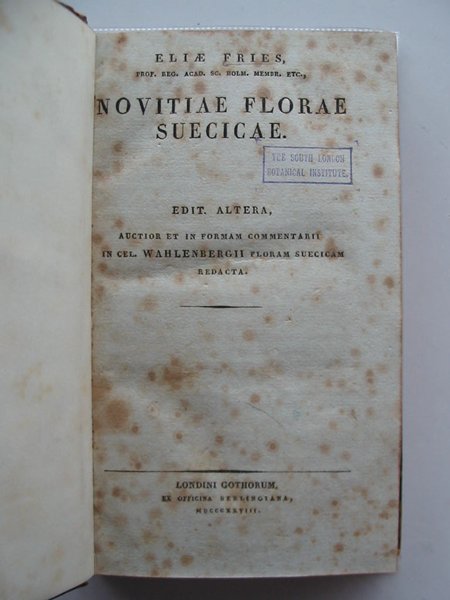 ELIÆ FRIES,
PROF. REG. ACAD. SC. HOLM. MEMBR. ETC.,
NOVITIAE FLORAE
SUECICAE.
THE SOUTH LONDON
BOTANICAL INSTITUTE.
EDIT. ALTERA,
AUCTIOR ET IN FORMAM COMMENTARII
IN CEL. WAHLENBERGII FLORAM SUECICAM
REDACTA.
LONDINI GOTHORUM,
EX OFFICINA BERLINGIANA,
MDCCCXXVIII.